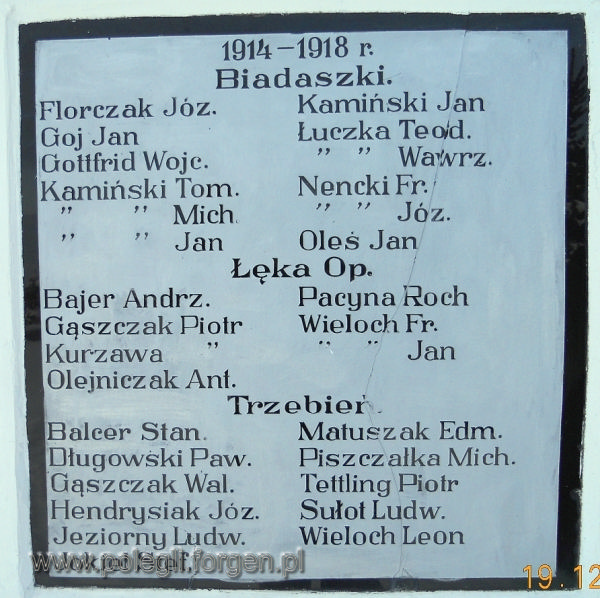 1914-1918 r.
Biadaszki.
Florczak Józ.
Goj Jan
Gottfrid Wojc.
Kamiński Tom.
" " Mich.
" " Jan
Kamiński Jan
Łuczka Teod.
" " Wawrz.
Nencki Fr.
" " Józ.
Oleś Jan
Łęka Op.
Bajer Andrz.
Gąszczak Piotr
Kurzawa "
Olejniczak Ant.
Pacyna Roch
Wieloch Fr.
" " Jan
Trzebień.
Balcer Stan.
Długowski Paw.
Gąszczak Wal.
Hendrysiak Józ.
Jeziorny Ludw.
Matuszak Edm.
Piszczałka Mich.
Tettling Piotr
Sułot Ludw.
Wieloch Leon
www.polegli.forgen.pl
19.12